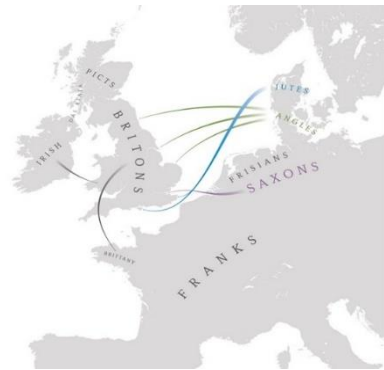 PICTS
JUTES
BRITONS
ANGLES
IRISH
FRISIANS
SAXONS
BRITTANY
FRANKS